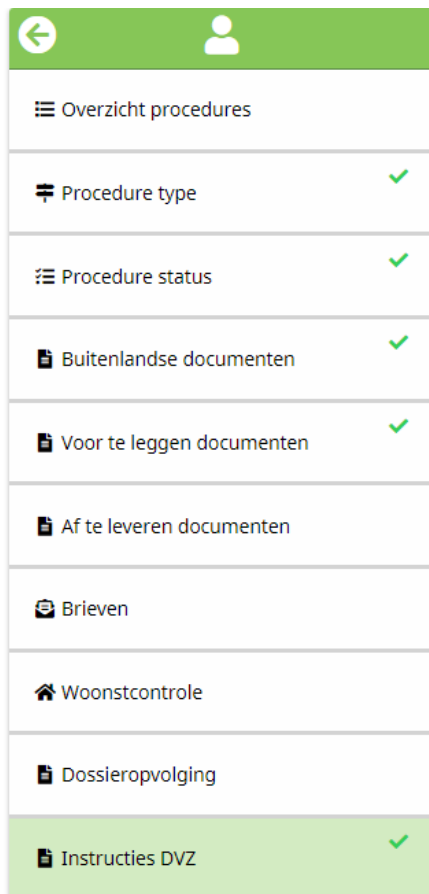 Overzicht procedures
Procedure type
Procedure status
Buitenlandse documenten
Voor te leggen documenten
Af te leveren documenten
Brieven
Woonstcontrole
Dossieropvolging
Instructies DVZ